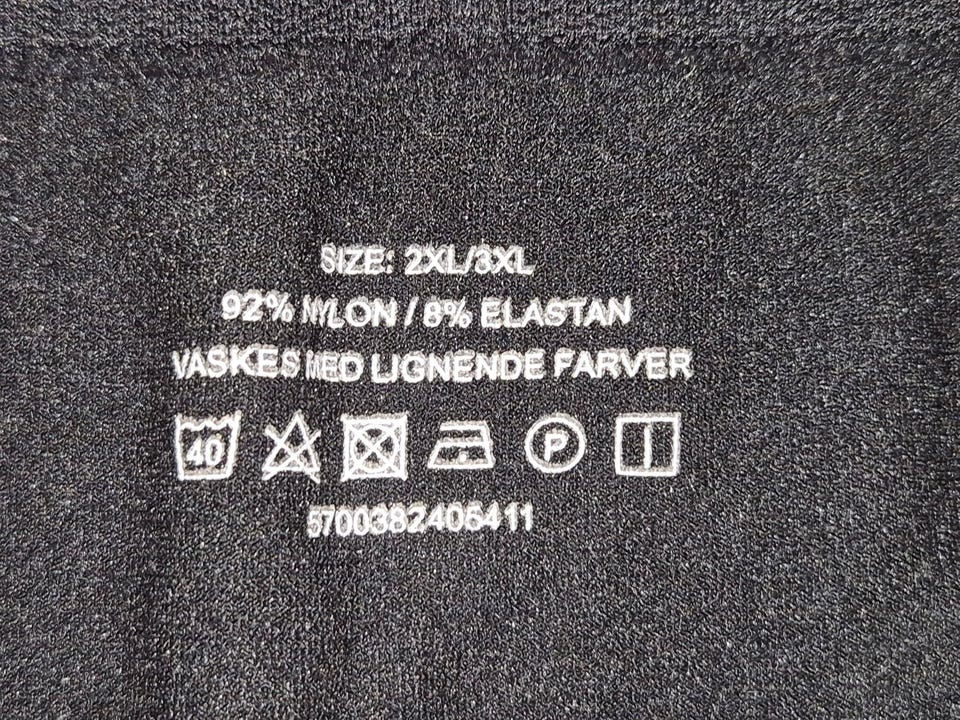 SIZE: 2XL/3XL
92% NYLON / 8% ELASTAN
VASKES MED LIGNENDE FARVER
40 P
5700382406411